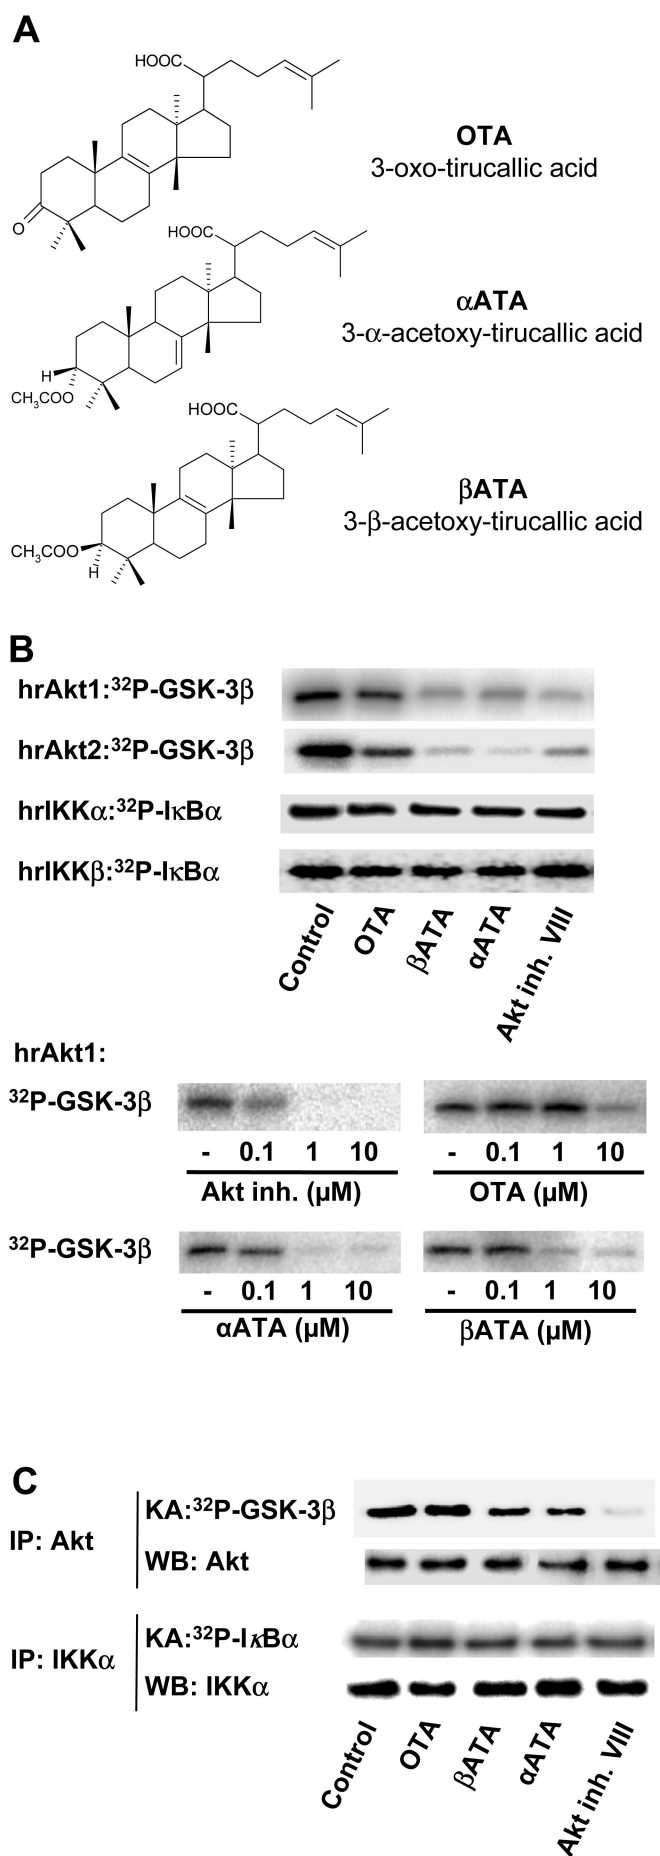 A
HOOC
OTA
3-oxo-tirucallic acid
O
HOOC
αATA
3-α-acetoxy-tirucallic acid
H
CH3COO
HOOC
βATA
3-β-acetoxy-tirucallic acid
CH3COO
H
B
hrAkt1:32P-GSK-3β
hrAkt2:32P-GSK-3β
hrIKKα:32P-IκBα
hrIKKβ:32P-IκBα
Control OTA βATA αATA Akt inh. VIII
hrAkt1:
32P-GSK-3β
- 0.1 1 10 - 0.1 1 10
Akt inh. (μM) OTA (μM)
32P-GSK-3β
- 0.1 1 10 - 0.1 1 10
αATA (μM) βATA (μM)
C
IP: Akt
KA:32P-GSK-3β
WB: Akt
IP: IKKα
KA:32P-IκBα
WB: IKKα
Control OTA βATA αATA Akt inh. VIII